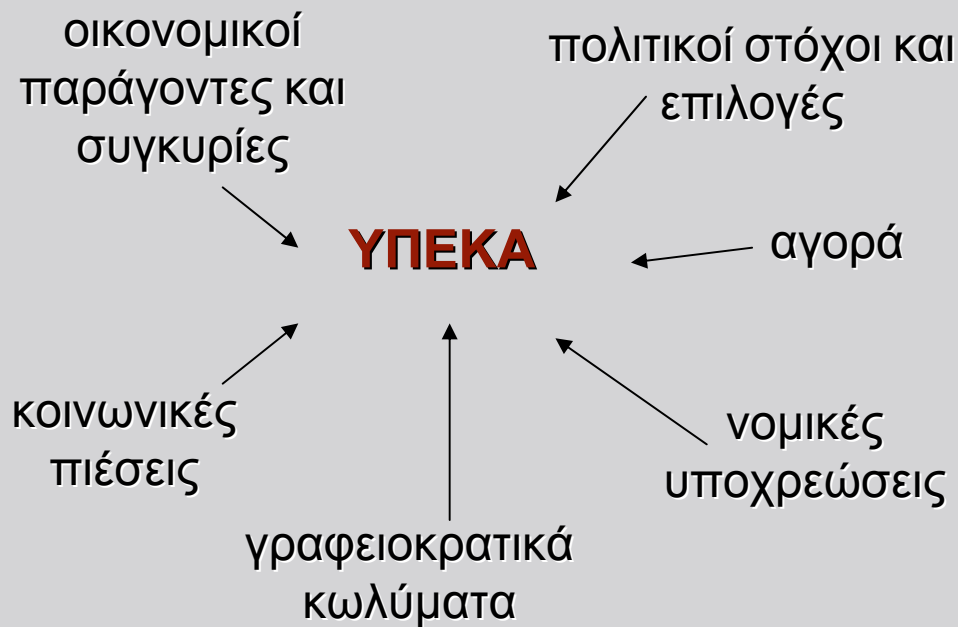 οικονομικοί
παράγοντες και
συγκυρίες
πολιτικοί στόχοι και
επιλογές
ΥΠΕΚΑ
αγορά
κοινωνικές
πιέσεις
νομικές
υποχρεώσεις
γραφειοκρατικά
κωλύματα